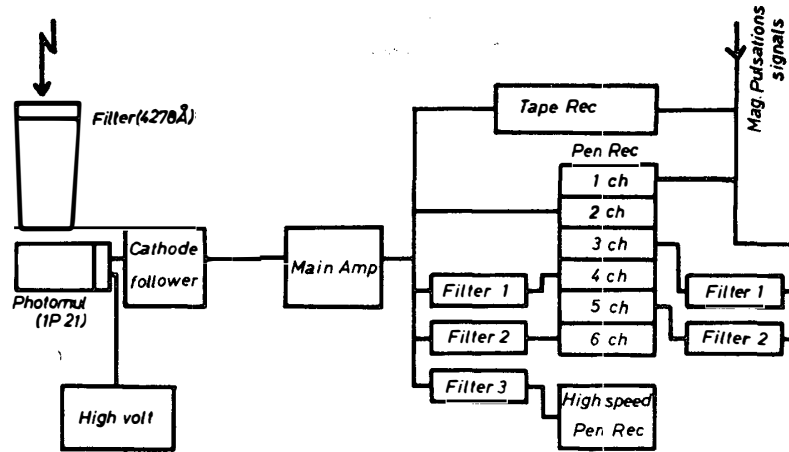 Filter (4278Å)
Photomul
(1P 21)
High volt
Cathode
follower
Main Amp
Tape Rec
Pen Rec
1 ch
2 ch
3 ch
4 ch
5 ch
6 ch
Filter 1
Filter 2
Filter 3
High speed
Pen Rec
Mag. Pulsations
signals
Filter 1
Filter 2